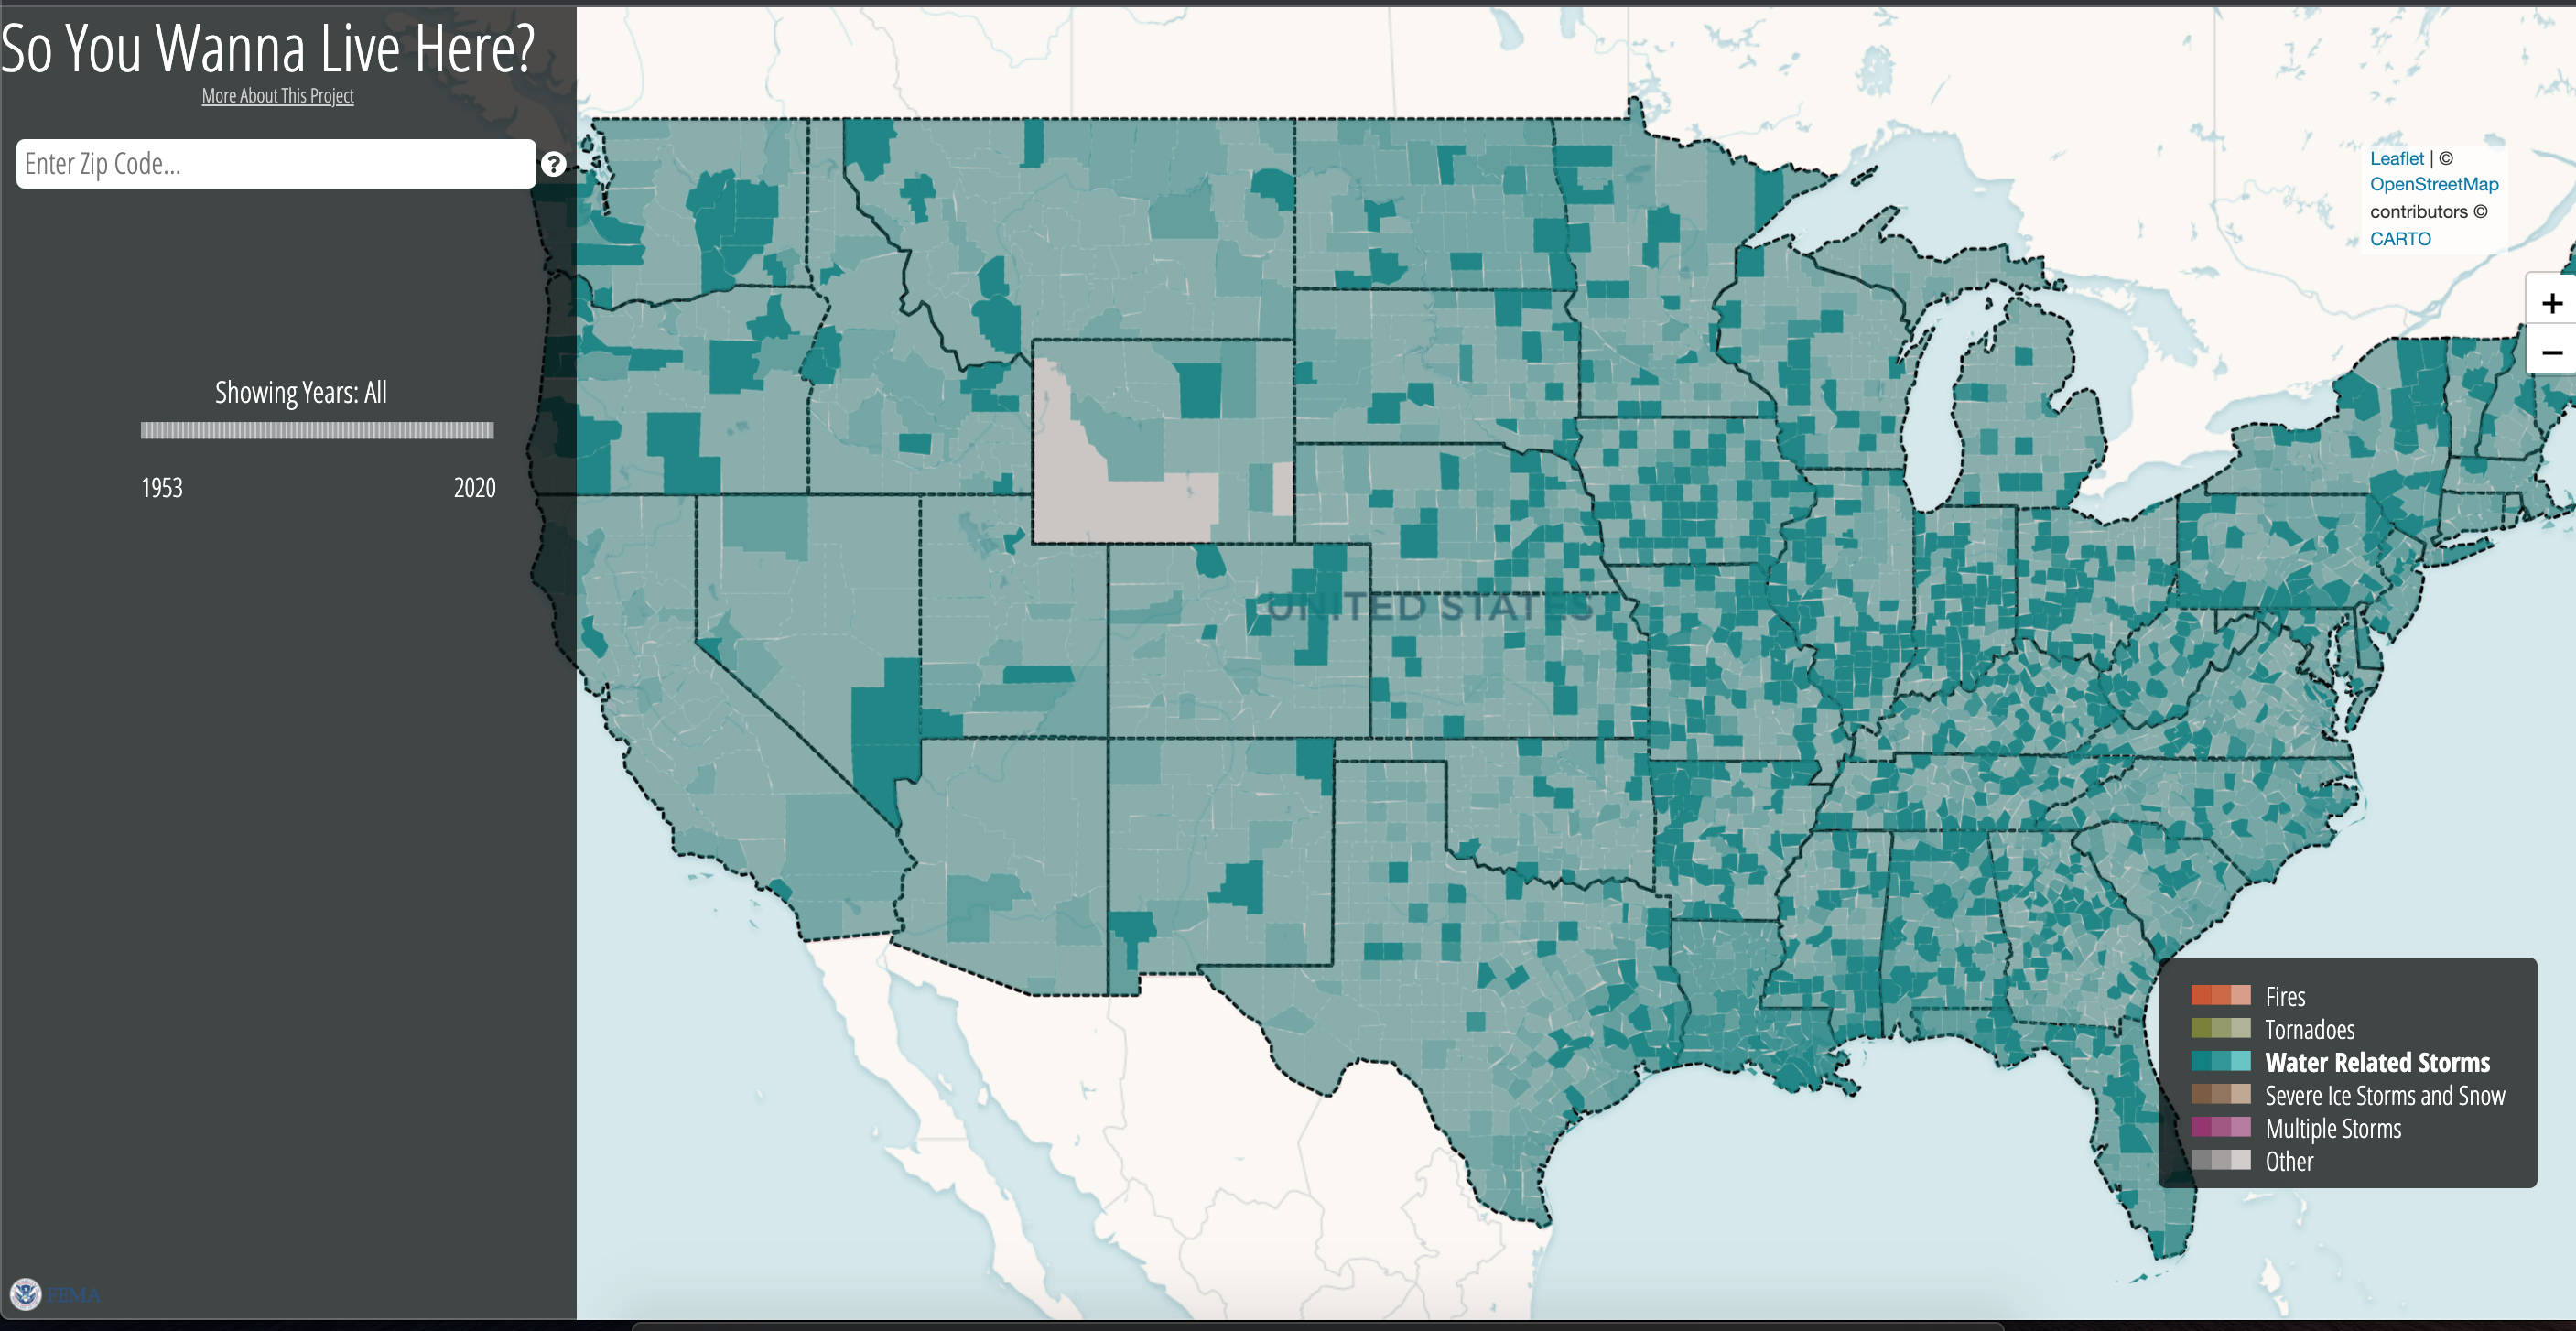 So You Wanna Live Here?
More About This Project
Enter Zip Code...
?
Showing Years: All
1953 2020
FEMA
UNITED STATES
Leaflet | ©
OpenStreetMap
contributors ©
CARTO
+
−
Fires
Tornadoes
Water Related Storms
Severe Ice Storms and Snow
Multiple Storms
Other